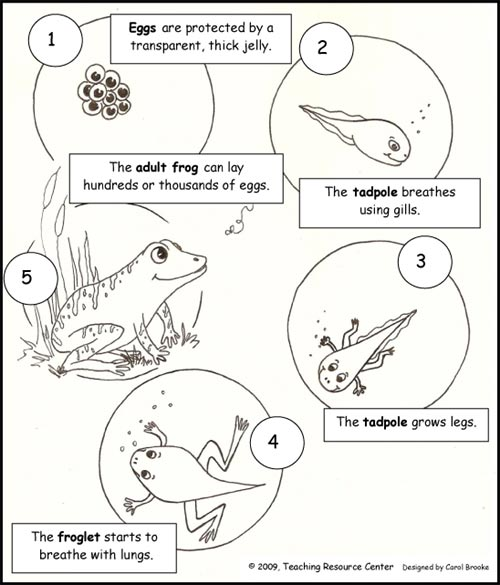 1
Eggs are protected by a
transparent, thick jelly.
2
The tadpole breathes
using gills.
3
The tadpole grows legs.
4
The froglet starts to
breathe with lungs.
5
The adult frog can lay
hundreds or thousands of eggs.
© 2009, Teaching Resource Center Designed by Carol Brooke